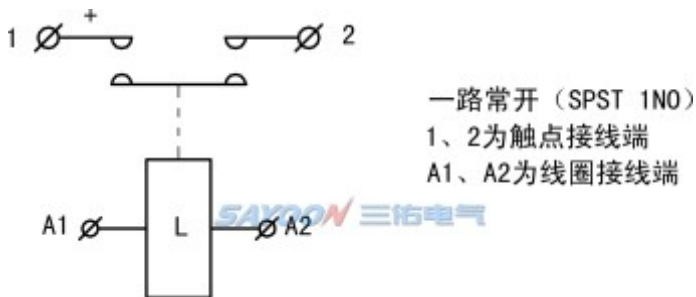 +
1
2
一路常开（SPST 1NO）
1、2为触点接线端
A1、A2为线圈接线端
A1
L
A2
SAYOON 三佑电气